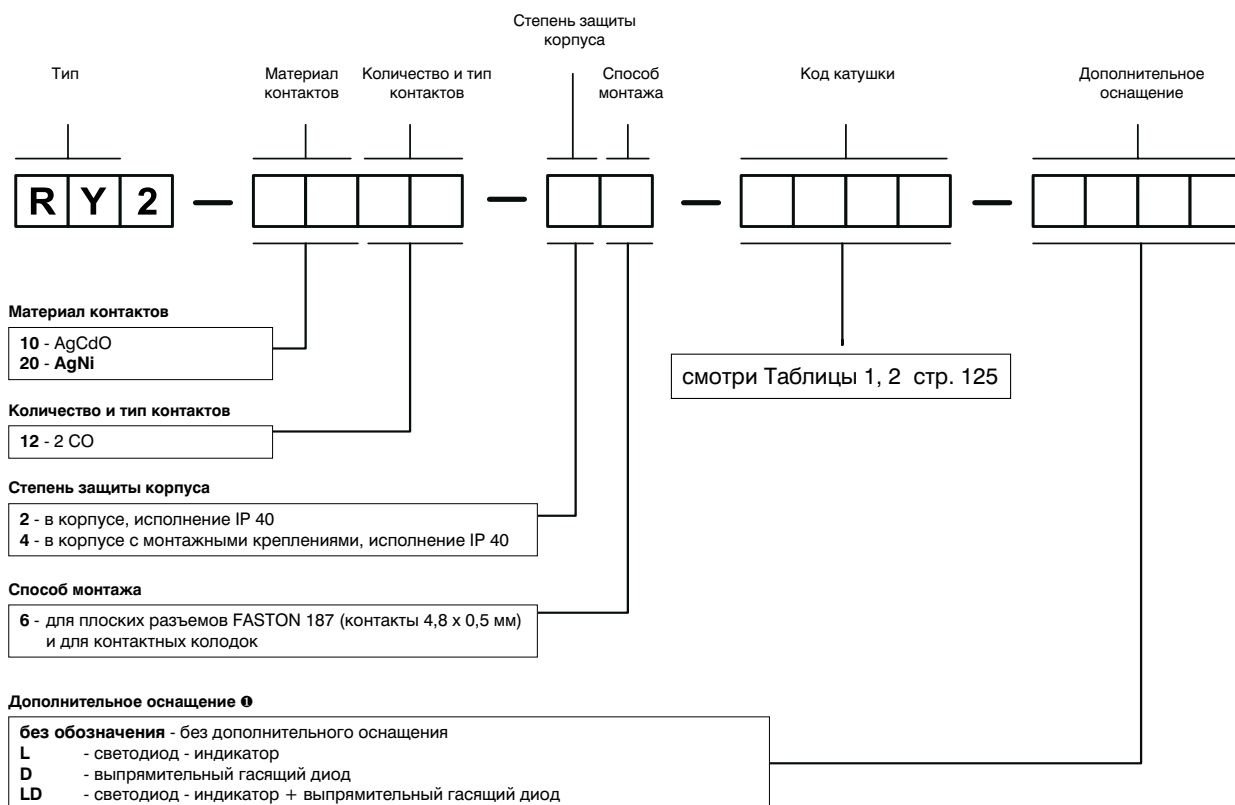 Степень защиты
корпуса
Тип
Материал
контактов
Количество и тип
контактов
Способ
монтажа
Код катушки
Дополнительное
оснащение
R Y 2 — — — —
Материал контактов
10 - AgCdO
20 - AgNi
смотри Таблицы 1, 2 стр. 125
Количество и тип контактов
12 - 2 CO
Степень защиты корпуса
2 - в корпусе, исполнение IP 40
4 - в корпусе с монтажными креплениями, исполнение IP 40
Способ монтажа
6 - для плоских разъемов FASTON 187 (контакты 4,8 x 0,5 мм)
и для контактных колодок
Дополнительное оснащение ❶
без обозначения - без дополнительного оснащения
L - светодиод - индикатор
D - выпрямительный гасящий диод
LD - светодиод - индикатор + выпрямительный гасящий диод